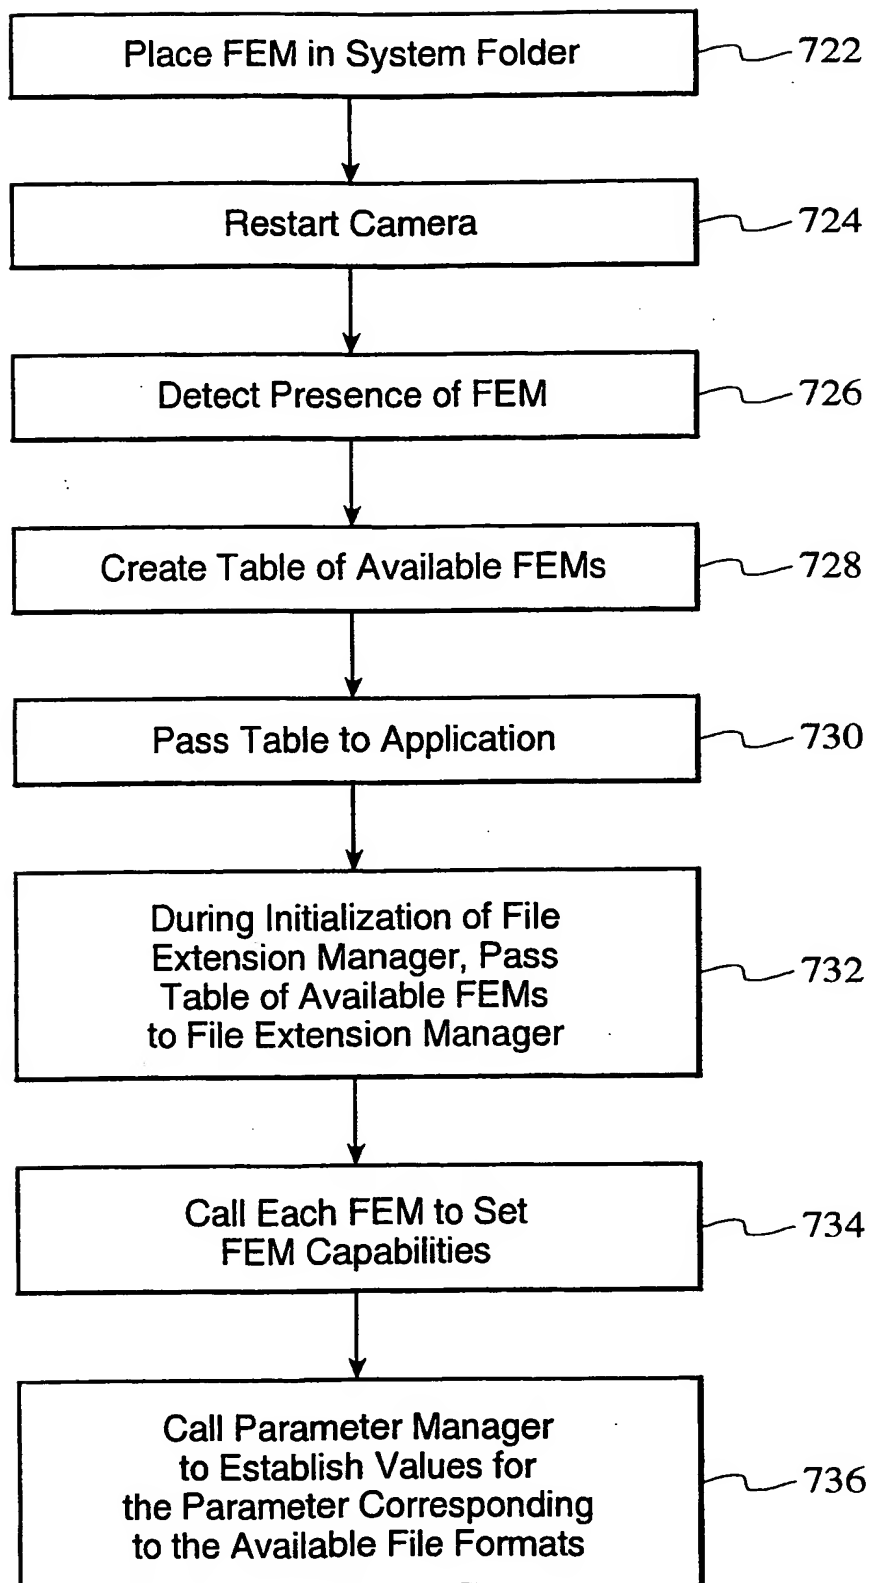 Place FEM in System Folder
722
Restart Camera
724
Detect Presence of FEM
726
Create Table of Available FEMs
728
Pass Table to Application
730
During Initialization of File
Extension Manager, Pass
Table of Available FEMs
to File Extension Manager
732
Call Each FEM to Set
FEM Capabilities
734
Call Parameter Manager
to Establish Values for
the Parameter Corresponding
to the Available File Formats
736